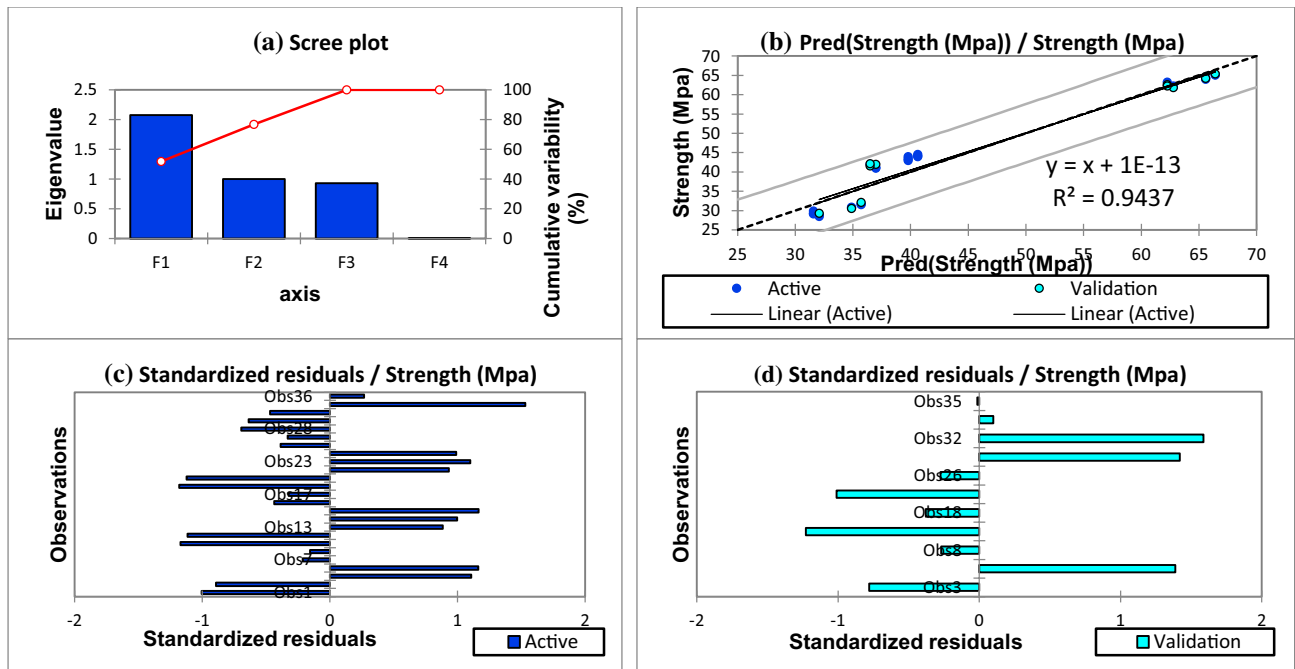 (a) Scree plot
2.5
2
1.5
1
0.5
0
Eigenvalue
100
80
60
40
20
0
Cumulative variability
(%)
F1 F2 F3 F4
axis
(b) Pred(Strength (Mpa)) / Strength (Mpa)
70
65
60
55
50
45
40
35
30
25
Strength (Mpa)
y = x + 1E-13
R² = 0.9437
25 30 35 40 45 50 55 60 65 70
Pred(Strength (Mpa))
Active Validation
Linear (Active) Linear (Active)
(c) Standardized residuals / Strength (Mpa)
Observations
Obs36
Obs28
Obs23
Obs17
Obs13
Obs7
Obs1
-2 -1 0 1 2
Standardized residuals
Active
(d) Standardized residuals / Strength (Mpa)
Observations
Obs35
Obs32
Obs26
Obs18
Obs8
Obs3
-2 -1 0 1 2
Standardized residuals
Validation